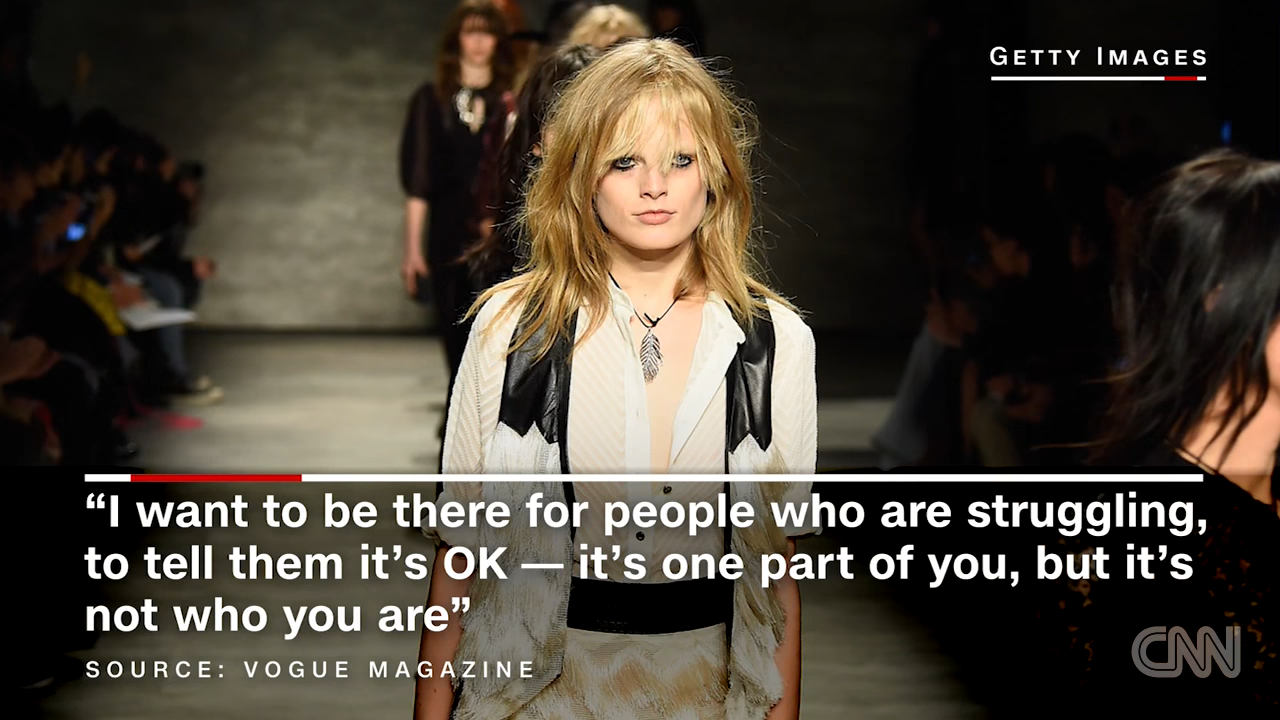 GETTY IMAGES
“I want to be there for people who are struggling,
to tell them it’s OK — it’s one part of you, but it’s
not who you are”
SOURCE: VOGUE MAGAZINE
CNN